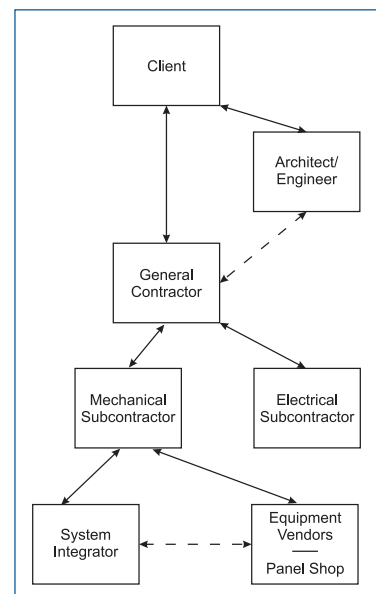 Client
Architect/
Engineer
General
Contractor
Mechanical
Subcontractor
Electrical
Subcontractor
System
Integrator
Equipment
Vendors
Panel Shop